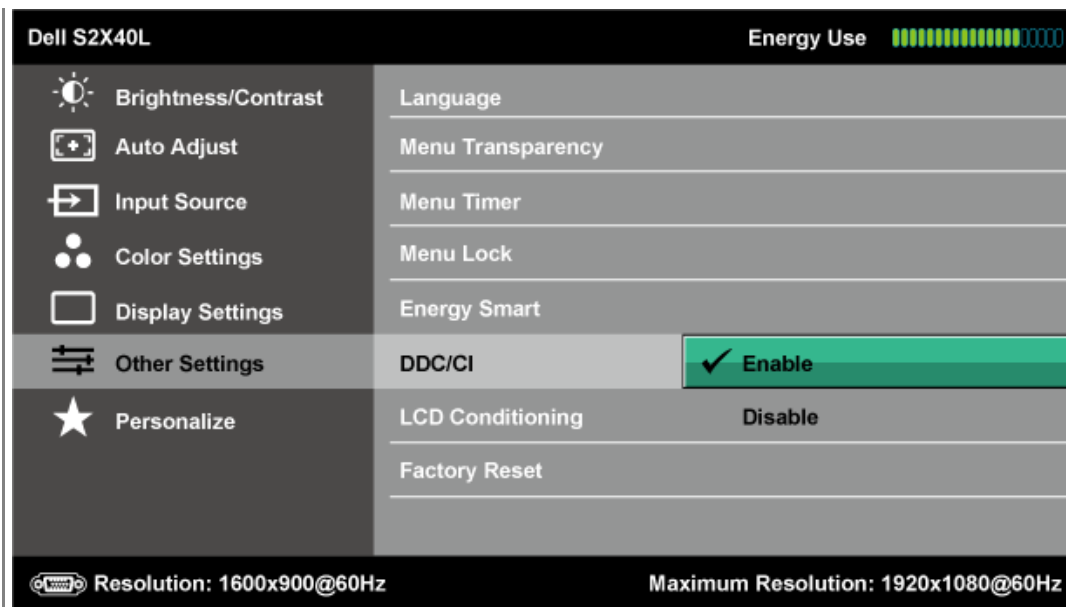 Dell S2X40L Energy Use
Brightness/Contrast Language
Auto Adjust Menu Transparency
Input Source Menu Timer
Color Settings Menu Lock
Display Settings Energy Smart
Other Settings DDC/CI Enable
Personalize LCD Conditioning Disable
Factory Reset
Resolution: 1600x900@60Hz Maximum Resolution: 1920x1080@60Hz